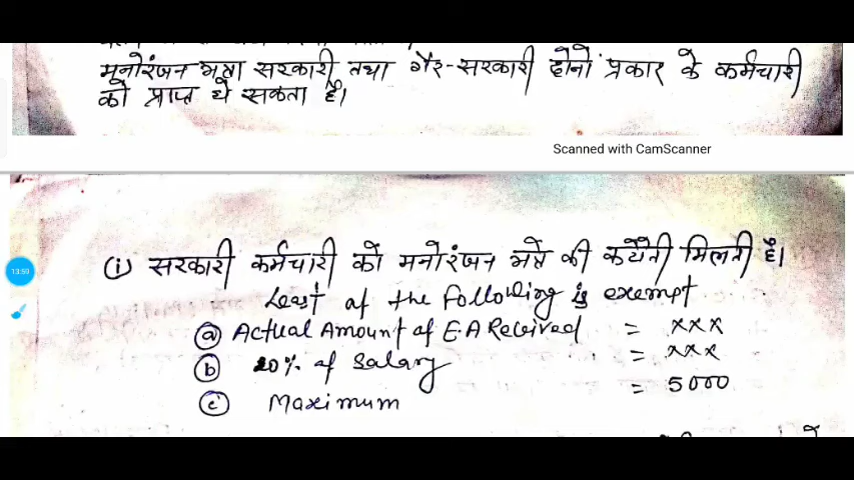 मनोरंजन भत्ता सरकारी तथा गैर-सरकारी दोनों प्रकार के कर्मचारी
को प्राप्त हो सकता है।
Scanned with CamScanner
(i) सरकारी कर्मचारी को मनोरंजन भत्ते की कटौती मिलती है।
Least of the following is exempt
(a) Actual Amount of E.A Received = xxx
(b) 20% of salary = xxx
(c) Maximum = 5000
13:50